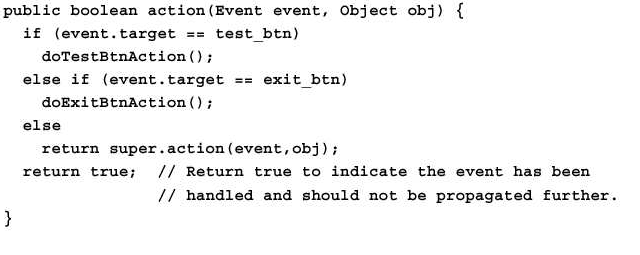 public boolean action(Event event, Object obj) {
  if (event.target == test_btn)
    doTestBtnAction();
  else if (event.target == exit_btn)
    doExitBtnAction();
  else
    return super.action(event,obj);
  return true;  // Return true to indicate the event has been
                // handled and should not be propagated further.
}